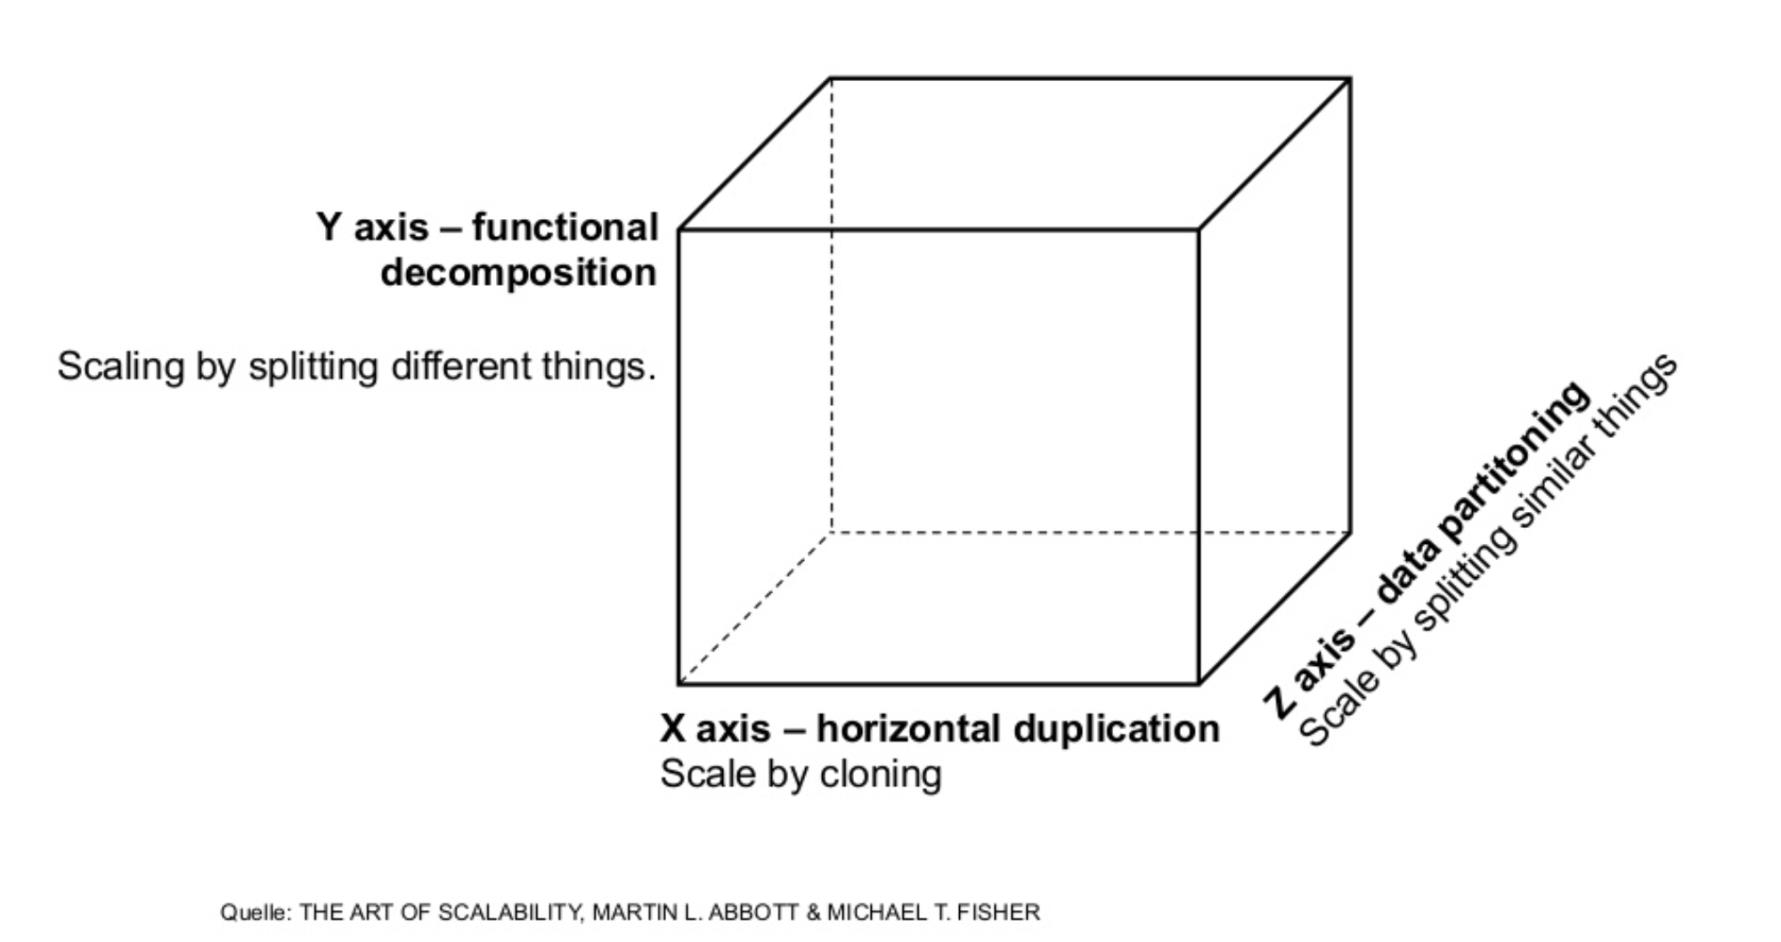 Y axis – functional
decomposition
Scaling by splitting different things.
Z axis – data partitoning
Scale by splitting similar things
X axis – horizontal duplication
Scale by cloning
Quelle: THE ART OF SCALABILITY, MARTIN L. ABBOTT & MICHAEL T. FISHER